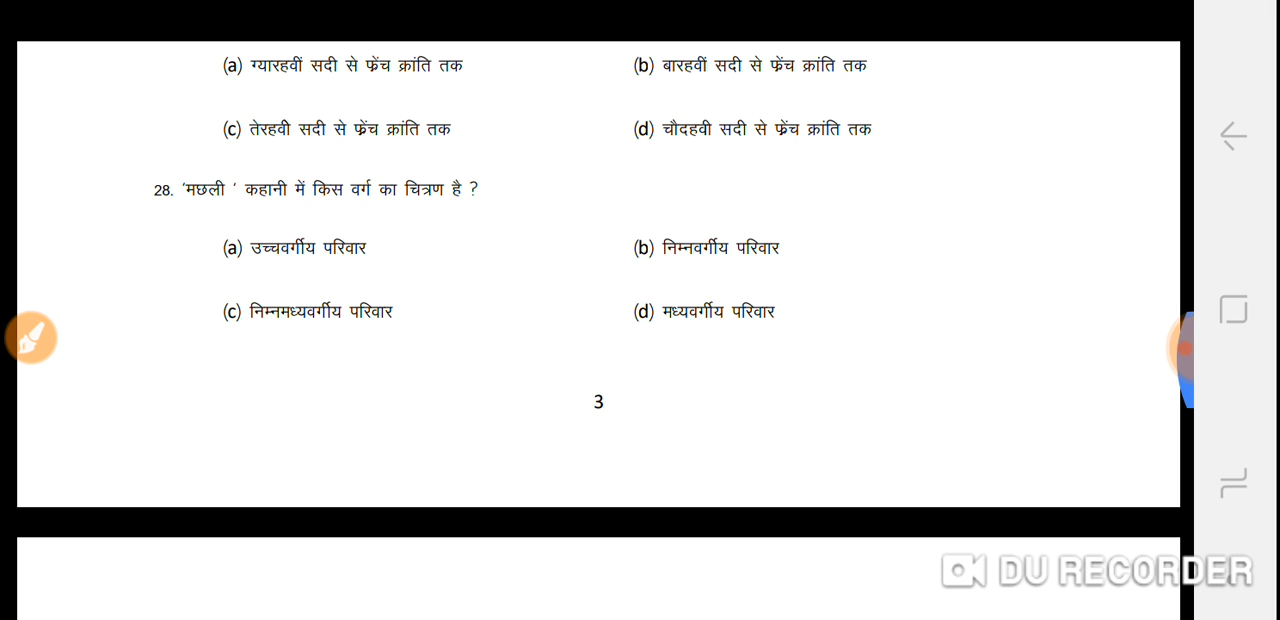 (a) ग्यारहवीं सदी से फ्रेंच क्रांति तक (b) बारहवीं सदी से फ्रेंच क्रांति तक
(c) तेरहवी सदी से फ्रेंच क्रांति तक (d) चौदहवी सदी से फ्रेंच क्रांति तक
28. 'मछली ' कहानी में किस वर्ग का चित्रण है ?
(a) उच्चवर्गीय परिवार (b) निम्नवर्गीय परिवार
(c) निम्नमध्यवर्गीय परिवार (d) मध्यवर्गीय परिवार
3
DU RECORDER